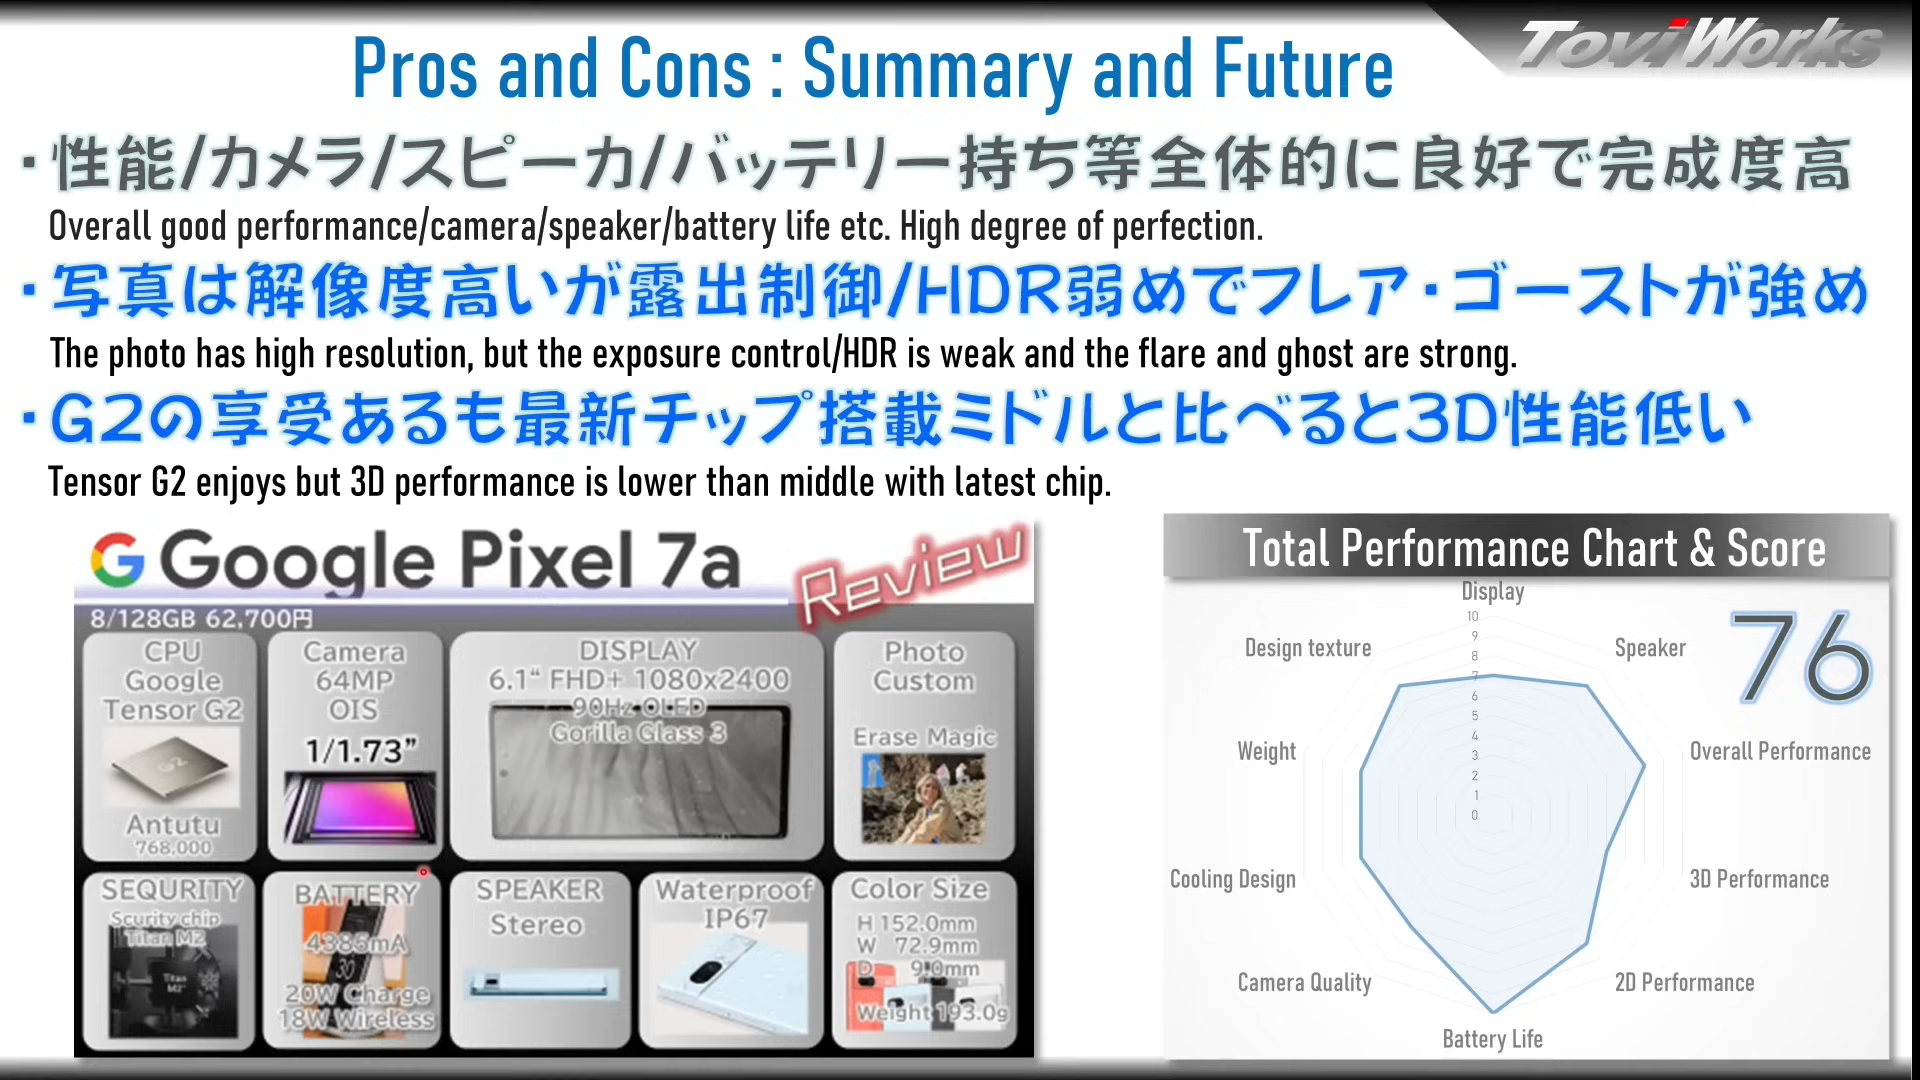 ToviWorks
Pros and Cons : Summary and Future
・性能/カメラ/スピーカ/バッテリー持ち等全体的に良好で完成度高
Overall good performance/camera/speaker/battery life etc. High degree of perfection.
・写真は解像度高いが露出制御/HDR弱めでフレア・ゴーストが強め
The photo has high resolution, but the exposure control/HDR is weak and the flare and ghost are strong.
・G2の享受あるも最新チップ搭載ミドルと比べると3D性能低い
Tensor G2 enjoys but 3D performance is lower than middle with latest chip.
G Google Pixel 7a
Review
8/128GB 62,700円
CPU
Google
Tensor G2
G2
Antutu
768,000
Camera
64MP
OIS
1/1.73”
DISPLAY
6.1“ FHD+ 1080x2400
90Hz OLED
Gorilla Glass 3
Photo
Custom
Erase Magic
SEQURITY
Scurity chip
Titan M2
Titan
M2
BATTERY
4385mA
30
20W Charge
18W Wireless
SPEAKER
Stereo
Waterproof
IP67
Color Size
H 152.0mm
W 72.9mm
D 9.0mm
Weight 193.0g
Total Performance Chart & Score
76
Display
Speaker
Overall Performance
3D Performance
2D Performance
Battery Life
Camera Quality
Cooling Design
Weight
Design texture
10
9
8
7
6
5
4
3
2
1
0